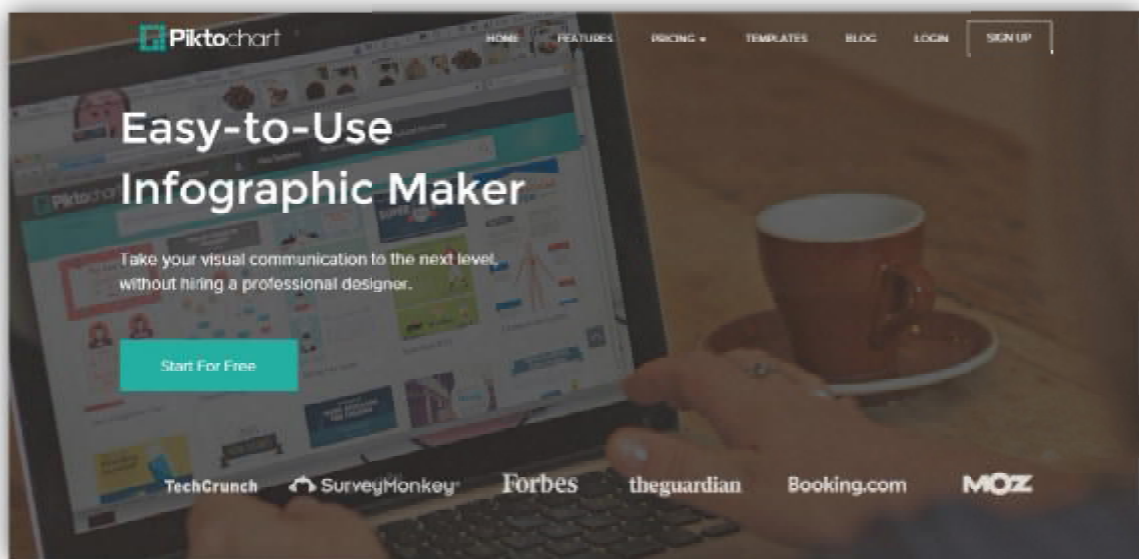 Piktochart
HOME FEATURES PRICING TEMPLATES BLOG LOGIN SIGN UP
Easy-to-Use
Infographic Maker
Take your visual communication to the next level,
without hiring a professional designer.
Start For Free
TechCrunch SurveyMonkey Forbes theguardian Booking.com MOZ